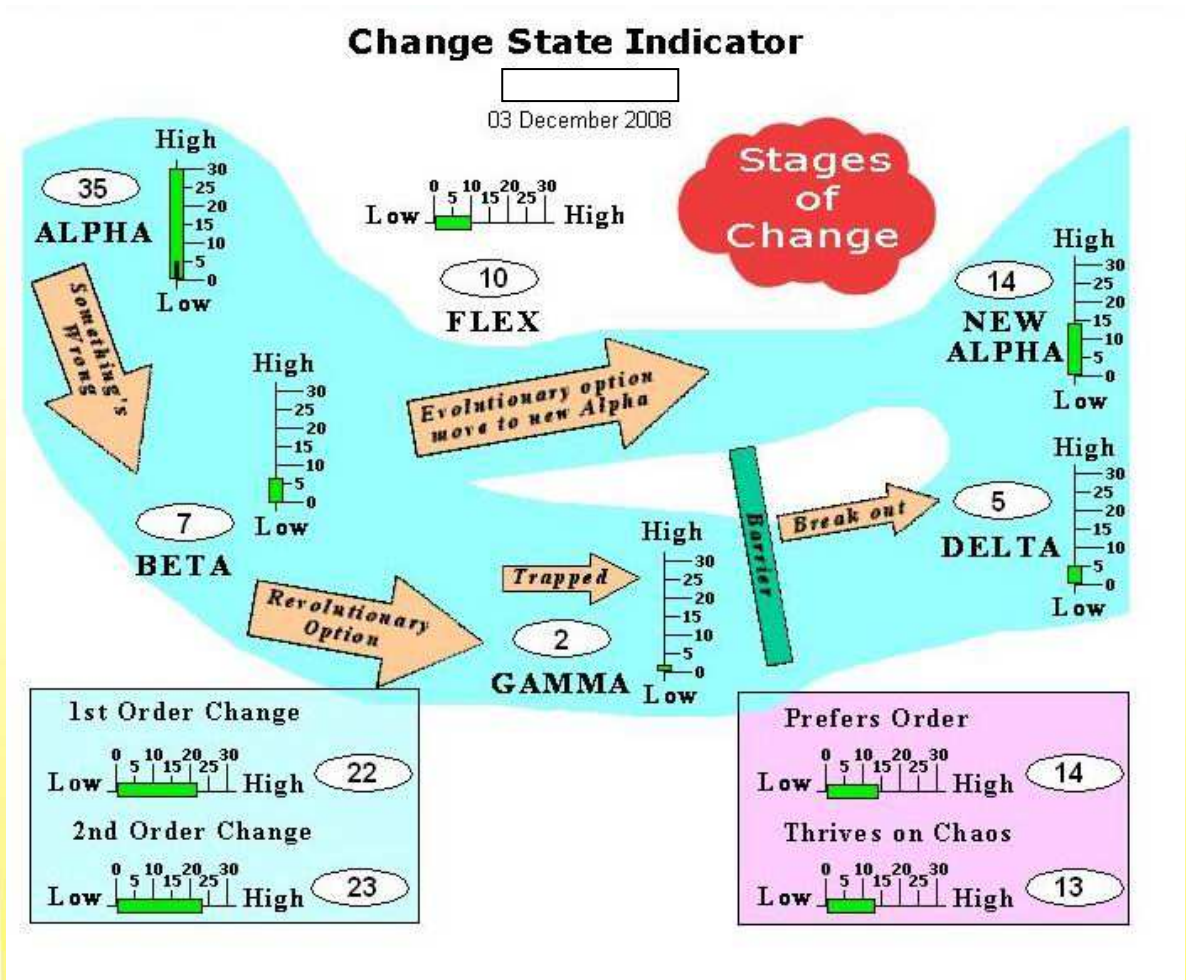 Change State Indicator
03 December 2008
Stages
of
Change
35
ALPHA
High
30
25
20
15
10
5
0
Low
0 5 10 15 20 25 30
Low High
10
FLEX
14
NEW
ALPHA
High
30
25
20
15
10
5
0
Low
Somathing's
Wrong
High
30
25
20
15
10
5
0
Low
7
BETA
Evolutionary option
move to new Alpha
Barrier
Break out
5
DELTA
High
30
25
20
15
10
5
0
Low
Revolutionary
Option
Trapped
2
GAMMA
High
30
25
20
15
10
5
0
Low
1st Order Change
0 5 10 15 20 25 30
Low High 22
2nd Order Change
0 5 10 15 20 25 30
Low High 23
Prefers Order
0 5 10 15 20 25 30
Low High 14
Thrives on Chaos
0 5 10 15 20 25 30
Low High 13